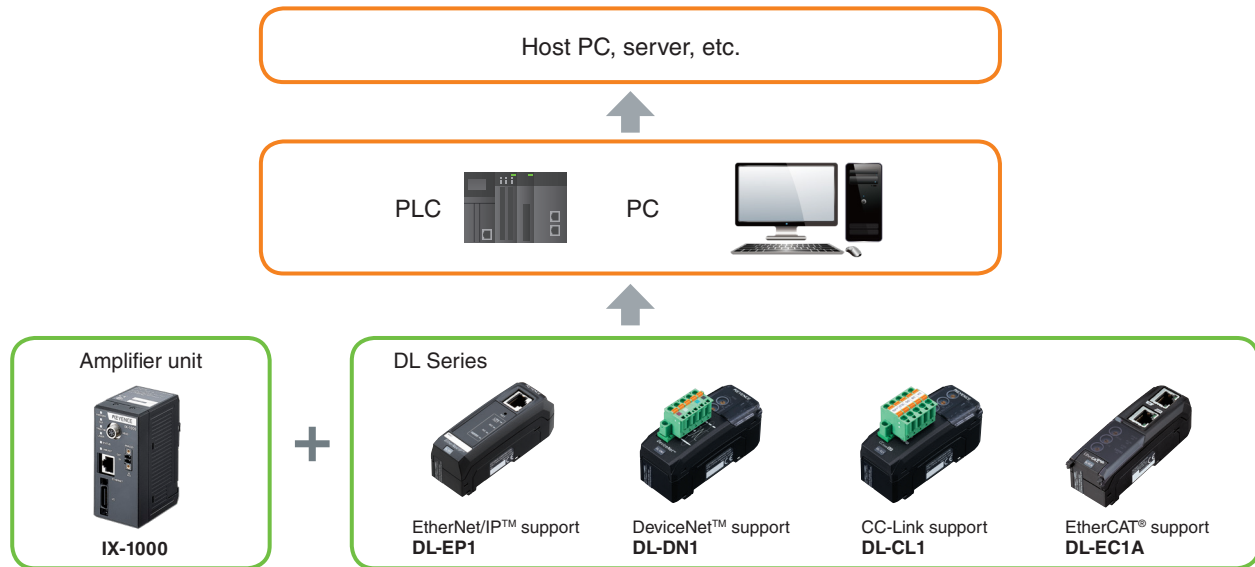 Host PC, server, etc.
PLC
PC
Amplifier unit
KEYENCE
IX-1000
DL Series
EtherNet/IP™ support
DL-EP1
DeviceNet™ support
DL-DN1
CC-Link support
DL-CL1
EtherCAT® support
DL-EC1A